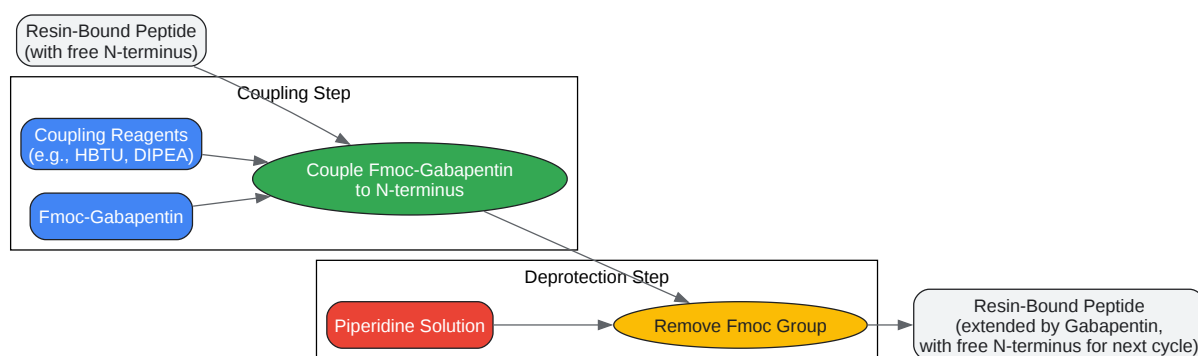 Resin-Bound Peptide
(with free N-terminus)
Coupling Step
Coupling Reagents
(e.g., HBTU, DIPEA)
Couple Fmoc-Gabapentin
to N-terminus
Fmoc-Gabapentin
Deprotection Step
Piperidine Solution
Remove Fmoc Group
Resin-Bound Peptide
(extended by Gabapentin,
with free N-terminus for next cycle)